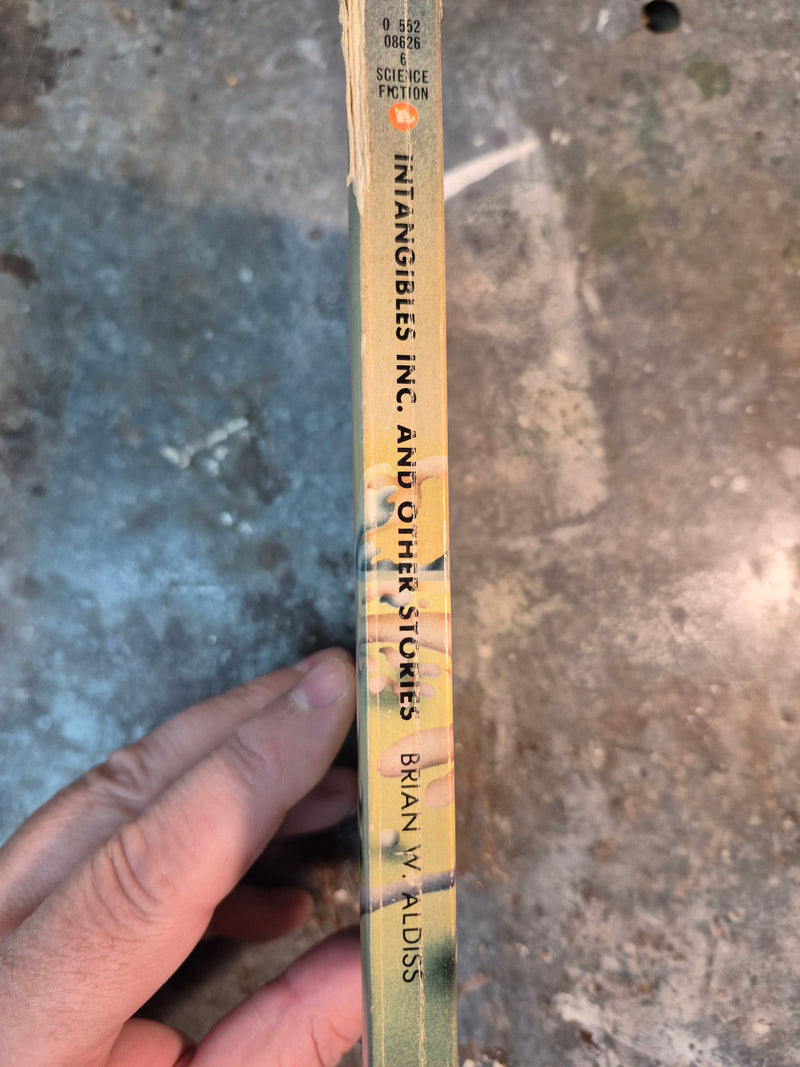 0 552
08626
6
SCIENCE
FICTION
INTANGIBLES INC. AND OTHER STORIES BRIAN W. ALDISS